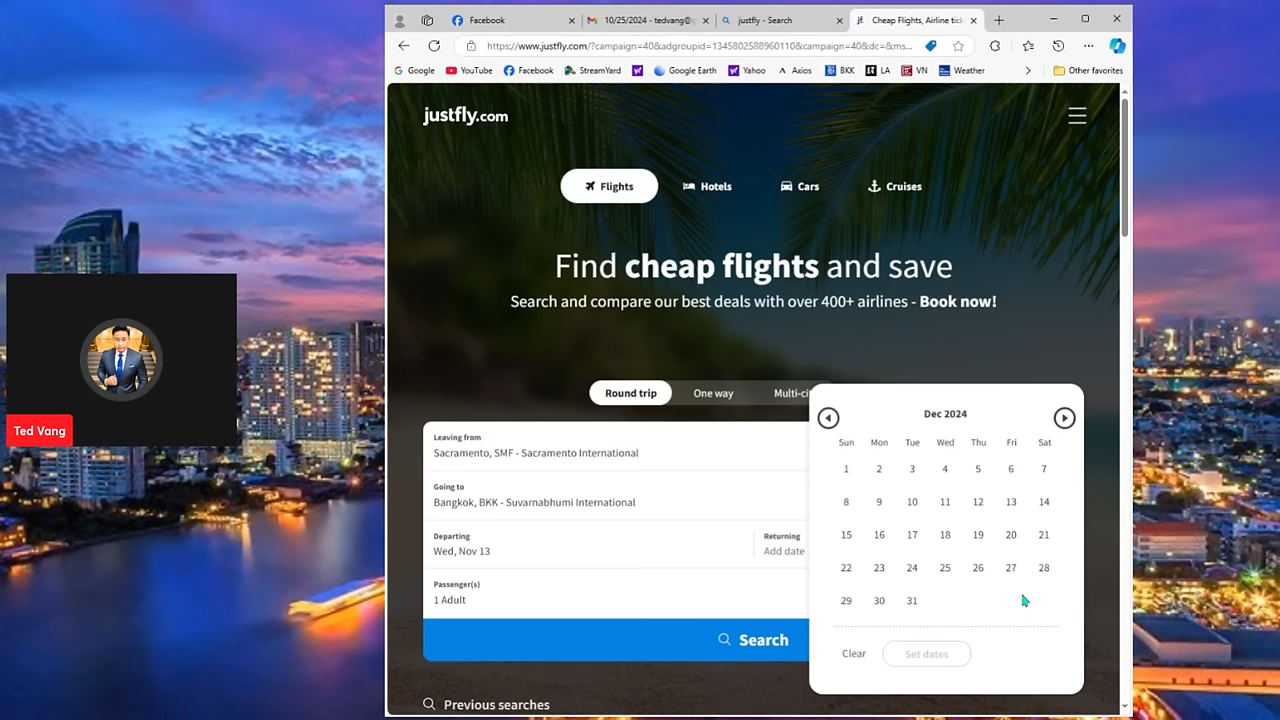 Facebook
10/25/2024 - tedvang@
justfly - Search
Cheap Flights, Airline tick
https://www.justfly.com/?campaign=40&adgroupid=1345802588960110&campaign=40&dc=&ms...
Google
YouTube
Facebook
StreamYard
Google Earth
Yahoo
Axios
BKK
LA
VN
Weather
Other favorites
justfly.com
Flights
Hotels
Cars
Cruises
Find cheap flights and save
Search and compare our best deals with over 400+ airlines - Book now!
Round trip
One way
Multi-ci
Leaving from
Sacramento, SMF - Sacramento International
Going to
Bangkok, BKK - Suvarnabhumi International
Departing
Wed, Nov 13
Returning
Add date
Passenger(s)
1 Adult
Search
Previous searches
Dec 2024
Sun Mon Tue Wed Thu Fri Sat
1 2 3 4 5 6 7
8 9 10 11 12 13 14
15 16 17 18 19 20 21
22 23 24 25 26 27 28
29 30 31
Clear
Set dates
Ted Vang